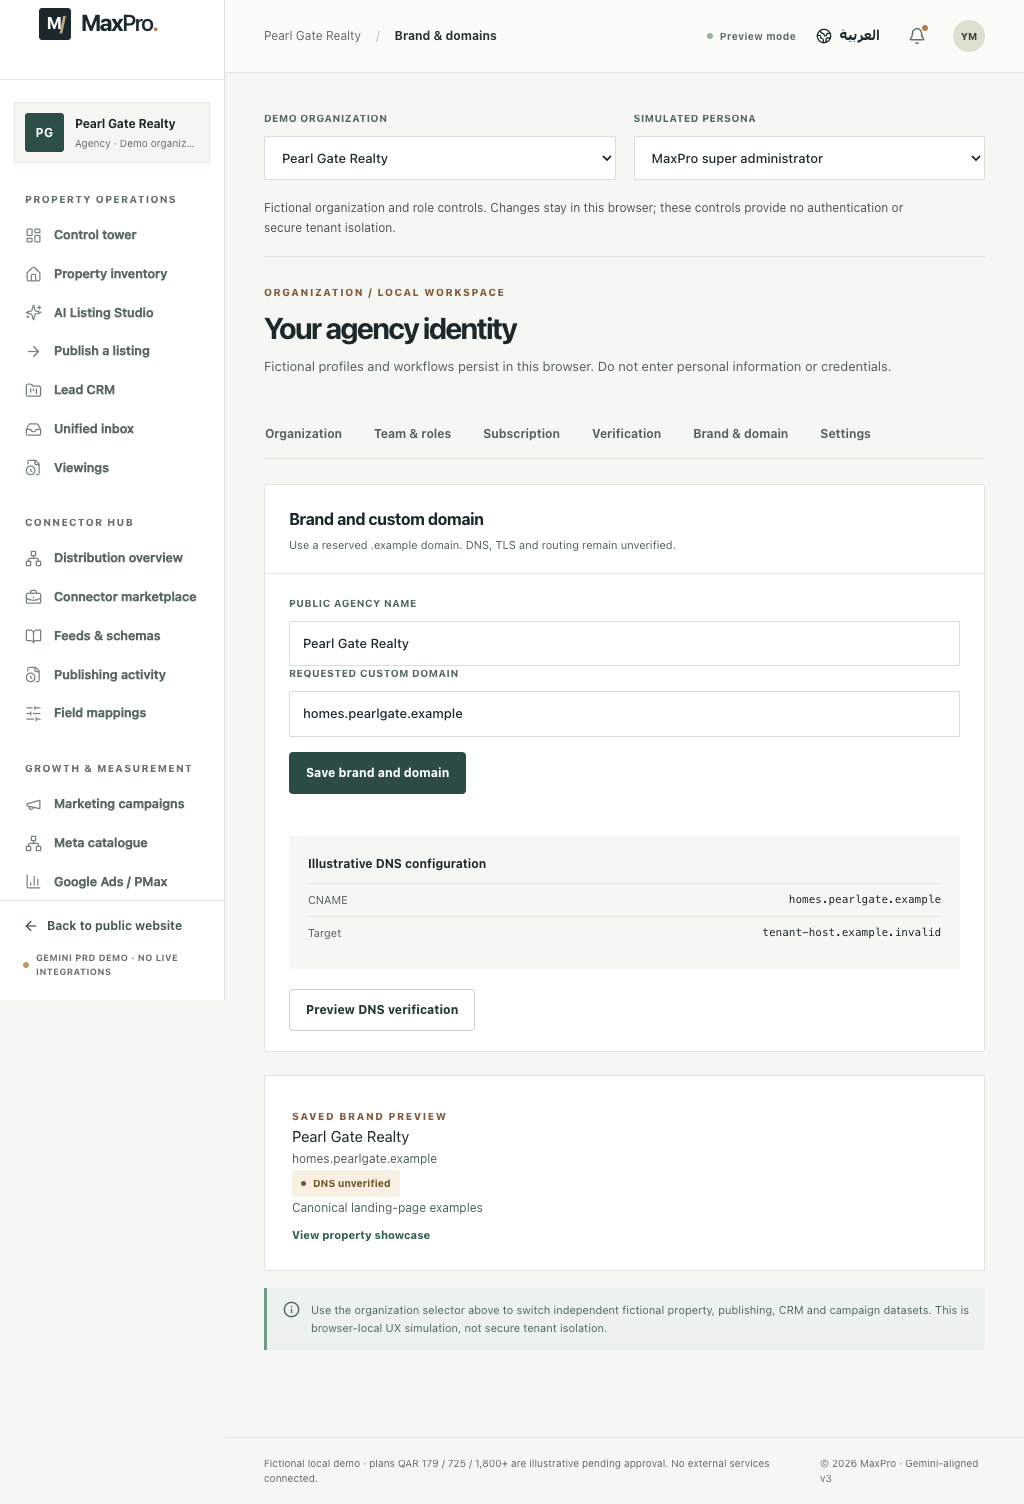 M/ MaxPro.
PG
Pearl Gate Realty
Agency · Demo organiz...
PROPERTY OPERATIONS
Control tower
Property inventory
AI Listing Studio
Publish a listing
Lead CRM
Unified inbox
Viewings
CONNECTOR HUB
Distribution overview
Connector marketplace
Feeds & schemas
Publishing activity
Field mappings
GROWTH & MEASUREMENT
Marketing campaigns
Meta catalogue
Google Ads / PMax
Back to public website
GEMINI PRD DEMO · NO LIVE
INTEGRATIONS
Pearl Gate Realty / Brand & domains
Preview mode
العربية
YM
DEMO ORGANIZATION
Pearl Gate Realty
SIMULATED PERSONA
MaxPro super administrator
Fictional organization and role controls. Changes stay in this browser; these controls provide no authentication or
secure tenant isolation.
ORGANIZATION / LOCAL WORKSPACE
Your agency identity
Fictional profiles and workflows persist in this browser. Do not enter personal information or credentials.
Organization Team & roles Subscription Verification Brand & domain Settings
Brand and custom domain
Use a reserved .example domain. DNS, TLS and routing remain unverified.
PUBLIC AGENCY NAME
Pearl Gate Realty
REQUESTED CUSTOM DOMAIN
homes.pearlgate.example
Save brand and domain
Illustrative DNS configuration
CNAME homes.pearlgate.example
Target tenant-host.example.invalid
Preview DNS verification
SAVED BRAND PREVIEW
Pearl Gate Realty
homes.pearlgate.example
DNS unverified
Canonical landing-page examples
View property showcase
Use the organization selector above to switch independent fictional property, publishing, CRM and campaign datasets. This is
browser-local UX simulation, not secure tenant isolation.
Fictional local demo · plans QAR 179 / 725 / 1,800+ are illustrative pending approval. No external services
connected.
© 2026 MaxPro · Gemini-aligned
v3